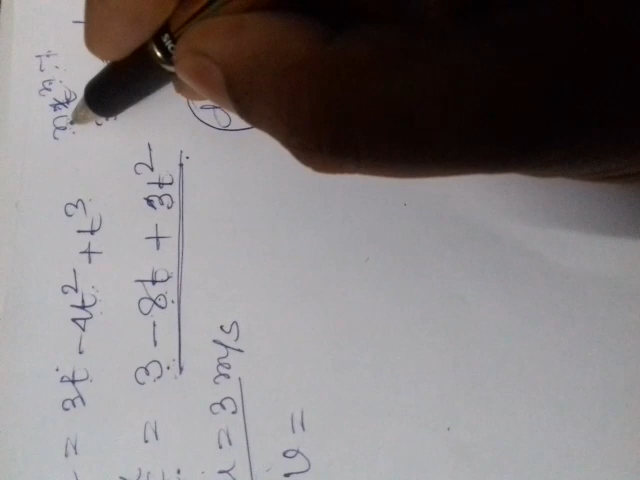 = 3t - 4t² + t³
= 3 - 8t + 3t²
u = 3 m/s
v =